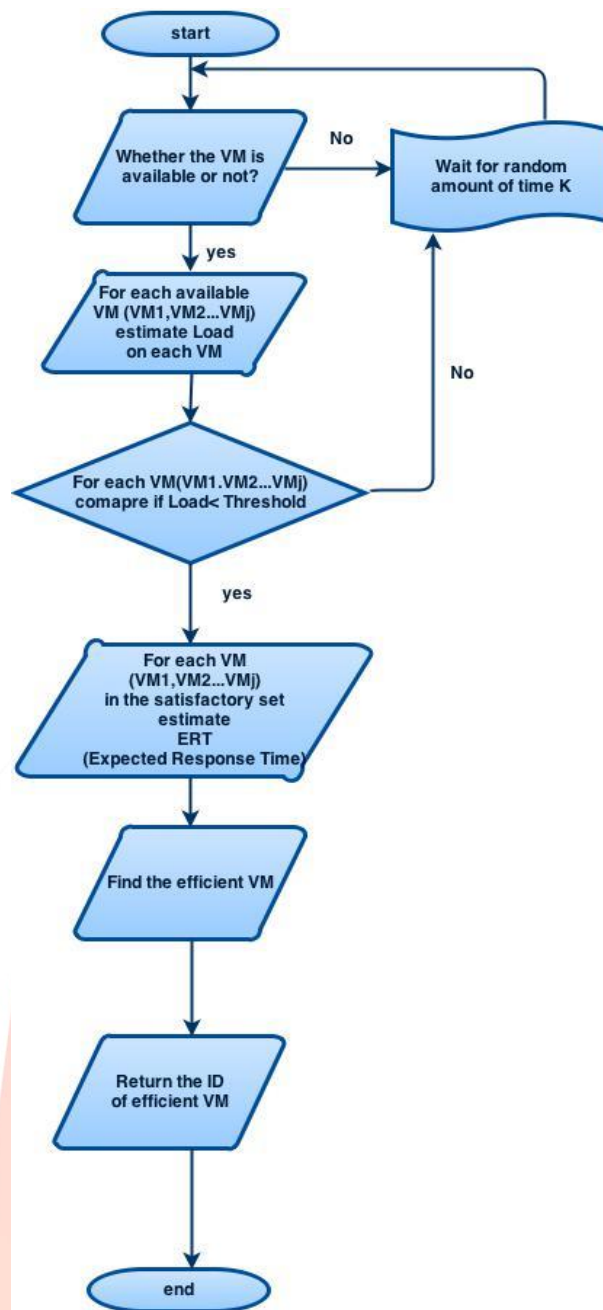 start
Whether the VM is
available or not?
No
Wait for random
amount of time K
yes
For each available
VM (VM1,VM2...VMj)
estimate Load
on each VM
No
For each VM(VM1.VM2...VMj)
comapre if Load< Threshold
yes
For each VM
(VM1,VM2...VMj)
in the satisfactory set
estimate
ERT
(Expected Response Time)
Find the efficient VM
Return the ID
of efficient VM
end